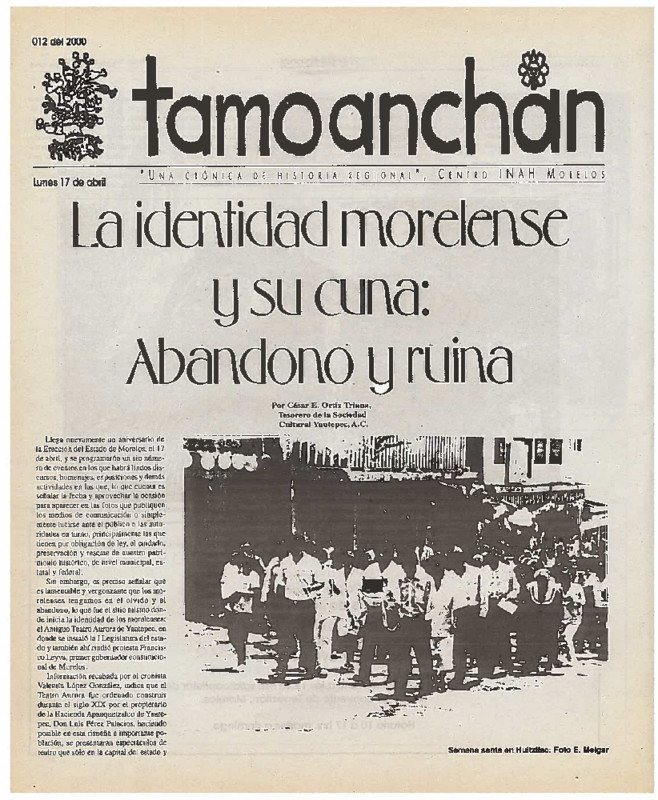 012 del 2000
tamoanchan
Lunes 17 de abril
"UNA CRÓNICA DE HISTORIA REGIONAL", CENTRO INAH MORELOS
La identidad morelense
y su cuna:
Abandono y ruina
Por César E. Ortiz Triana,
Tesorero de la Sociedad
Cultural Yautepec, A.C.
Llega nuevamente un aniversario de
la Erección del Estado de Morelos, el 17
de abril, y se programarán un sin núme-
ro de eventos en los que habrá lindos dis-
cursos, homenajes, exposiciones y demás
actividades en las que, lo que cuenta es
señalar la fecha y aprovechar la ocasión
para aparecer en las fotos que publiquen
los medios de comunicación o simple-
mente lucirse ante el público o las auto-
ridades en turno, principalmente las que
tienen por obligación de ley, el cuidado,
preservación y rescate de nuestro patri-
monio histórico, de nivel municipal, es-
tatal y federal.
Sin embargo, es preciso señalar que
es lamentable y vergonzante que los mo-
relenses tengamos en el olvido y al
abandono, lo que fue el sitio mismo don-
de inicia la identidad de los morelenses:
el Antiguo Teatro Aurora de Yautepec, en
donde se instaló la I Legislatura del esta-
do y también ahí rindió protesta Francis-
co Leyva, primer gobernador constitucio-
nal de Morelos.
Información recabada por el cronista
Valentín López González, indica que el
Teatro Aurora fue ordenado construir
durante el siglo XIX por el propietario
de la Hacienda Apanquetzalco de Yaute-
pec, Don Luis Pérez Palacios, haciendo
posible en esta risueña e importante po-
blación, se presentaran espectáculos de
teatro que sólo en la capital del estado y
Semana santa en Huitzilac: Foto E. Melgar